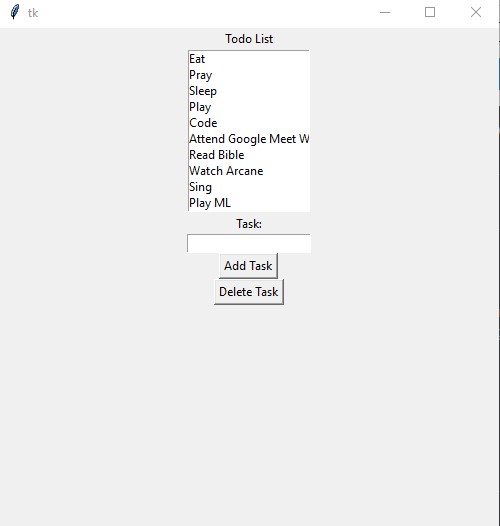 tk
Todo List
Eat
Pray
Sleep
Play
Code
Attend Google Meet W
Read Bible
Watch Arcane
Sing
Play ML
Task:
Add Task
Delete Task